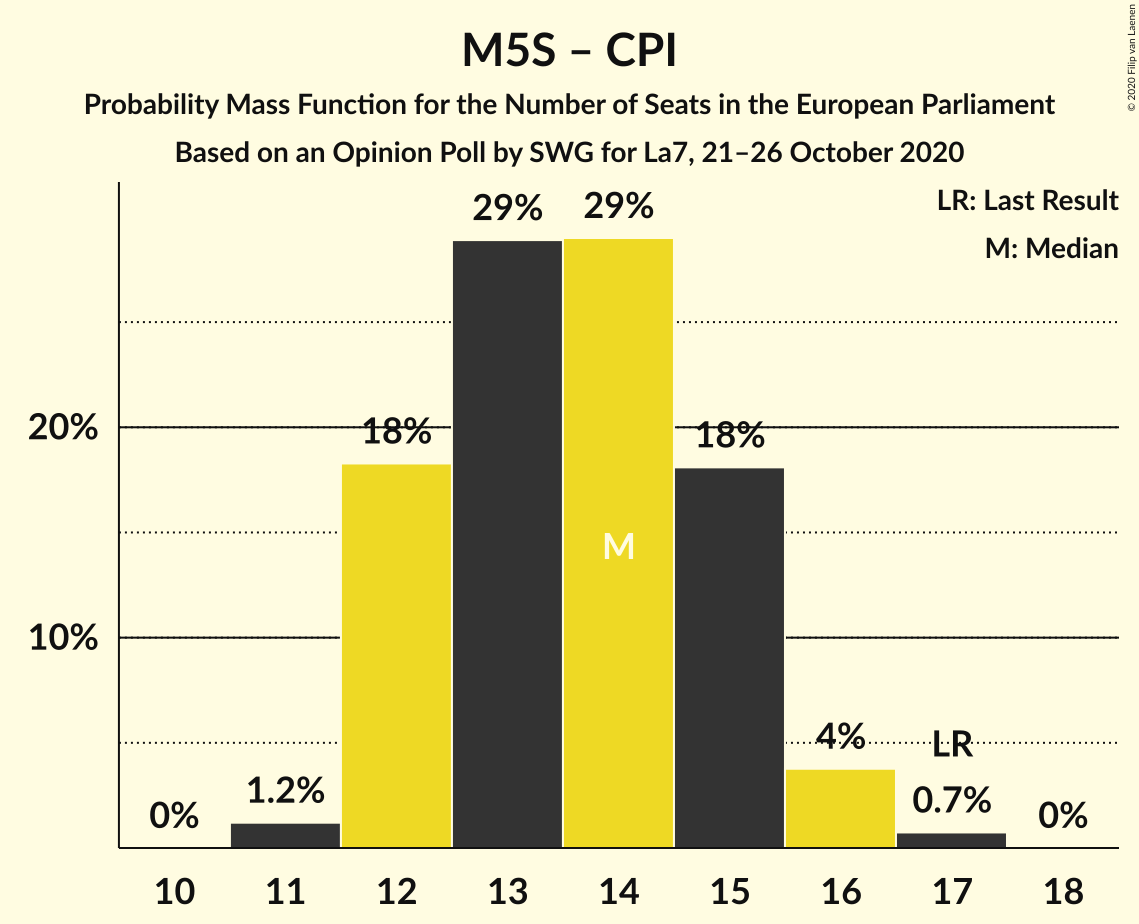 M5S – CPI
Probability Mass Function for the Number of Seats in the European Parliament
Based on an Opinion Poll by SWG for La7, 21–26 October 2020
© 2020 Filip van Laenen
LR: Last Result
M: Median
29%
29%
20%
18%
18%
M
10%
4%
LR
1.2%
0.7%
0%
0%
10 11 12 13 14 15 16 17 18